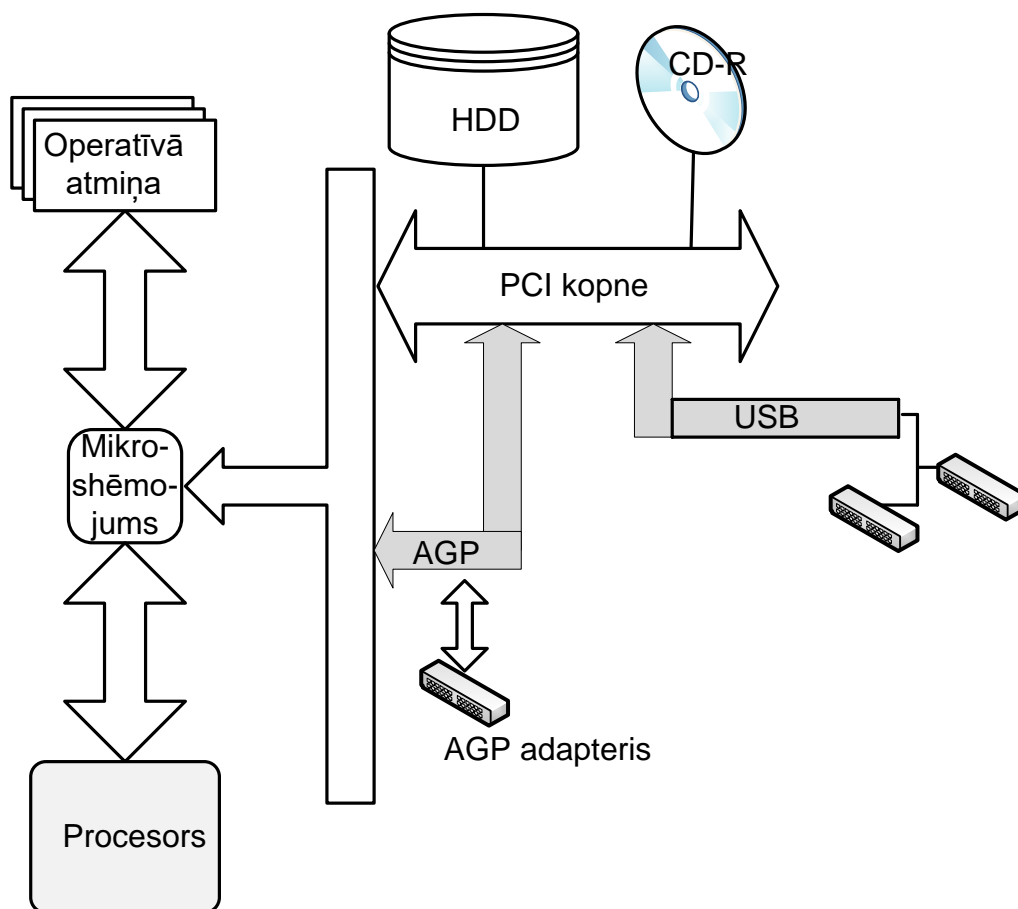 HDD
CD-R
Operatīvā
atmiņa
PCI kopne
USB
Mikro-
shēmo-
jums
AGP
AGP adapteris
Procesors